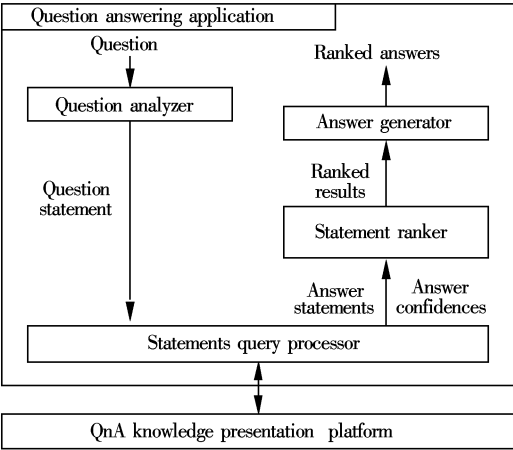 Question answering application
Question
Ranked answers
Question analyzer
Answer generator
Ranked
results
Question
statement
Statement ranker
Answer
statements
Answer
confidences
Statements query processor
QnA knowledge presentation platform